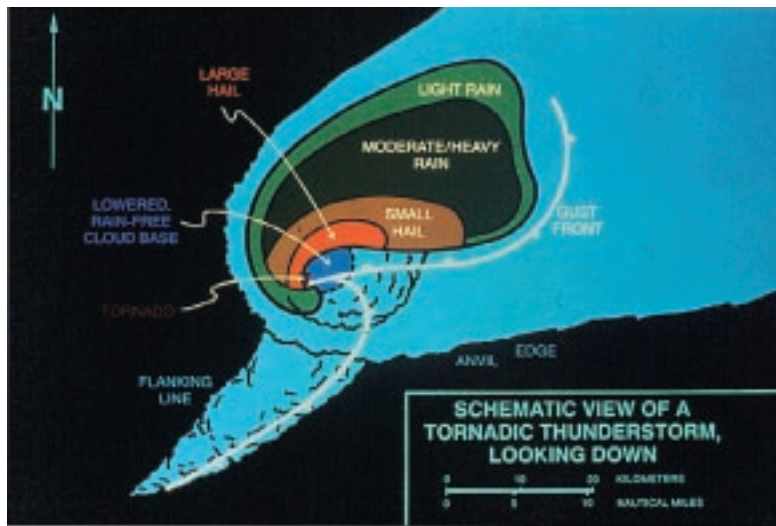 N
LARGE
HAIL
LIGHT RAIN
MODERATE/HEAVY
RAIN
LOWERED,
RAIN-FREE
CLOUD BASE
SMALL
HAIL
GUST
FRONT
TORNADO
ANVIL EDGE
FLANKING
LINE
SCHEMATIC VIEW OF A
TORNADIC THUNDERSTORM,
LOOKING DOWN
0 10 20 KILOMETERS
0 5 10 NAUTICAL MILES